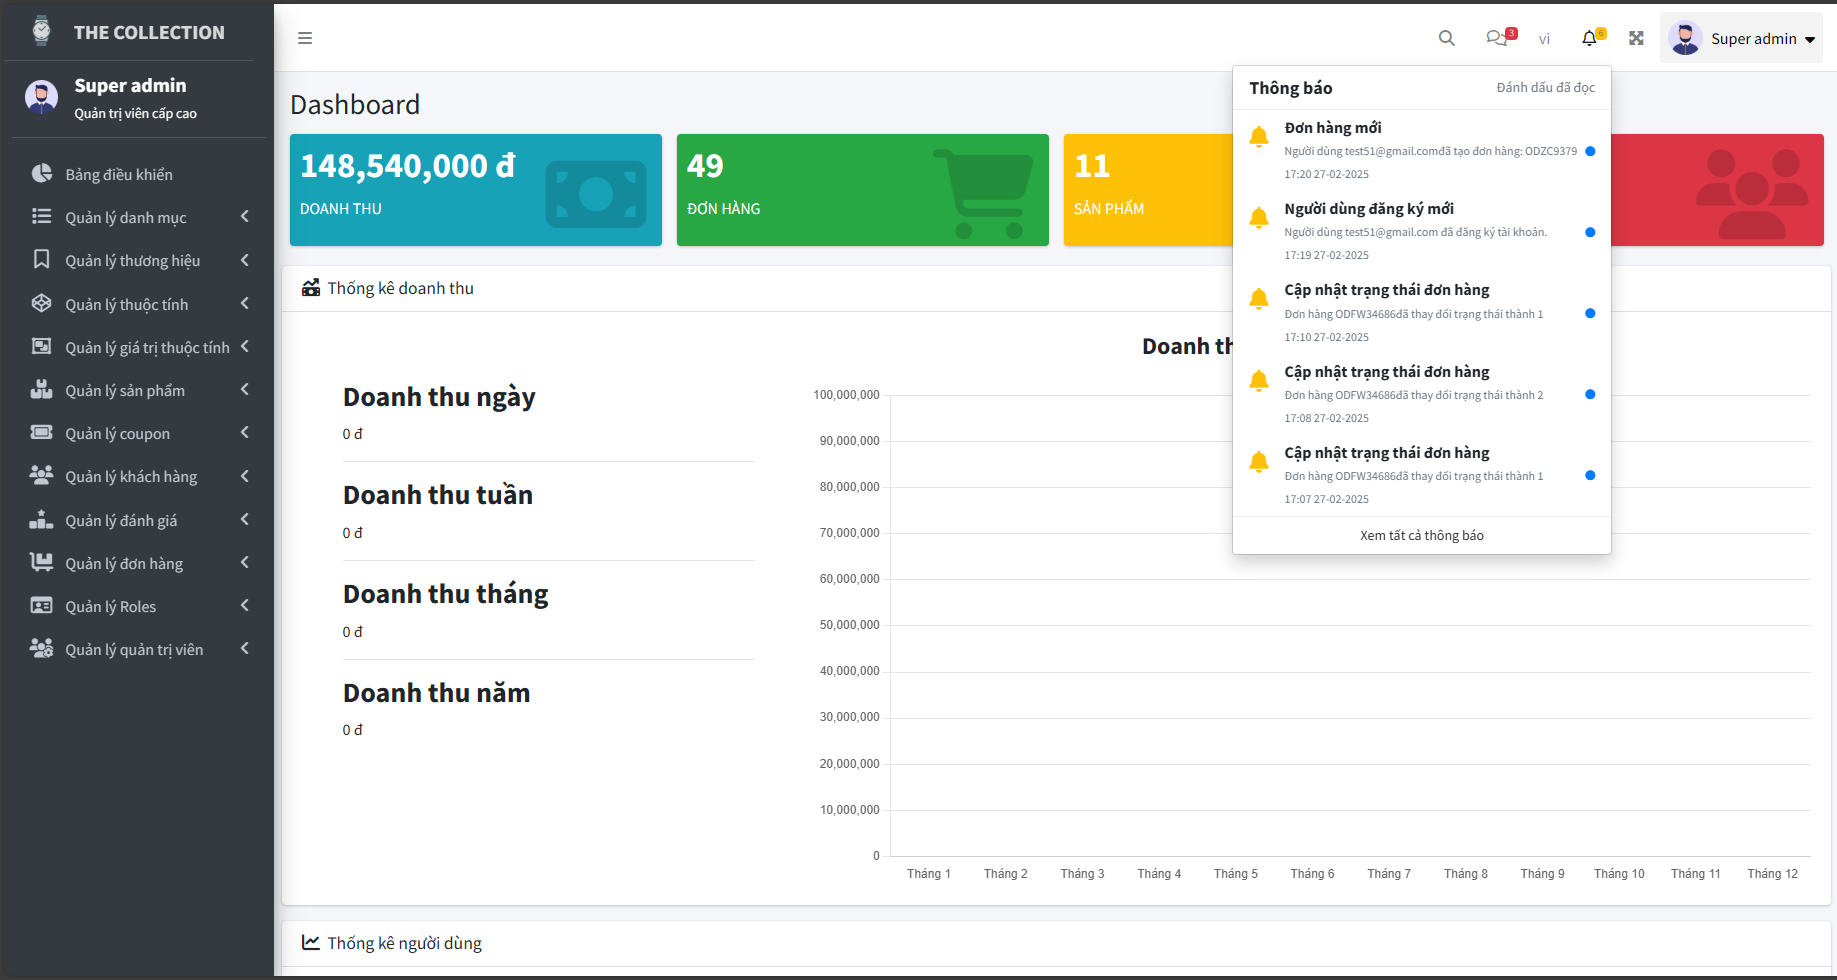 THE COLLECTION
Super admin
Quản trị viên cấp cao
Bảng điều khiển
Quản lý danh mục
Quản lý thương hiệu
Quản lý thuộc tính
Quản lý giá trị thuộc tính
Quản lý sản phẩm
Quản lý coupon
Quản lý khách hàng
Quản lý đánh giá
Quản lý đơn hàng
Quản lý Roles
Quản lý quản trị viên
3
vi
6
Super admin
Dashboard
148,540,000 đ
DOANH THU
49
ĐƠN HÀNG
11
SẢN PHẨM
Thông báo
Đánh dấu đã đọc
Đơn hàng mới
Người dùng test51@gmail.comđã tạo đơn hàng: ODZC9379
17:20 27-02-2025
Người dùng đăng ký mới
Người dùng test51@gmail.com đã đăng ký tài khoản.
17:19 27-02-2025
Cập nhật trạng thái đơn hàng
Đơn hàng ODFW34686đã thay đổi trạng thái thành 1
17:10 27-02-2025
Cập nhật trạng thái đơn hàng
Đơn hàng ODFW34686đã thay đổi trạng thái thành 2
17:08 27-02-2025
Cập nhật trạng thái đơn hàng
Đơn hàng ODFW34686đã thay đổi trạng thái thành 1
17:07 27-02-2025
Xem tất cả thông báo
Thống kê doanh thu
Doanh thu ngày
0 đ
Doanh thu tuần
0 đ
Doanh thu tháng
0 đ
Doanh thu năm
0 đ
Doanh
100,000,000
90,000,000
80,000,000
70,000,000
60,000,000
50,000,000
40,000,000
30,000,000
20,000,000
10,000,000
0
Tháng 1 Tháng 2 Tháng 3 Tháng 4 Tháng 5 Tháng 6 Tháng 7 Tháng 8 Tháng 9 Tháng 10 Tháng 11 Tháng 12
Thống kê người dùng